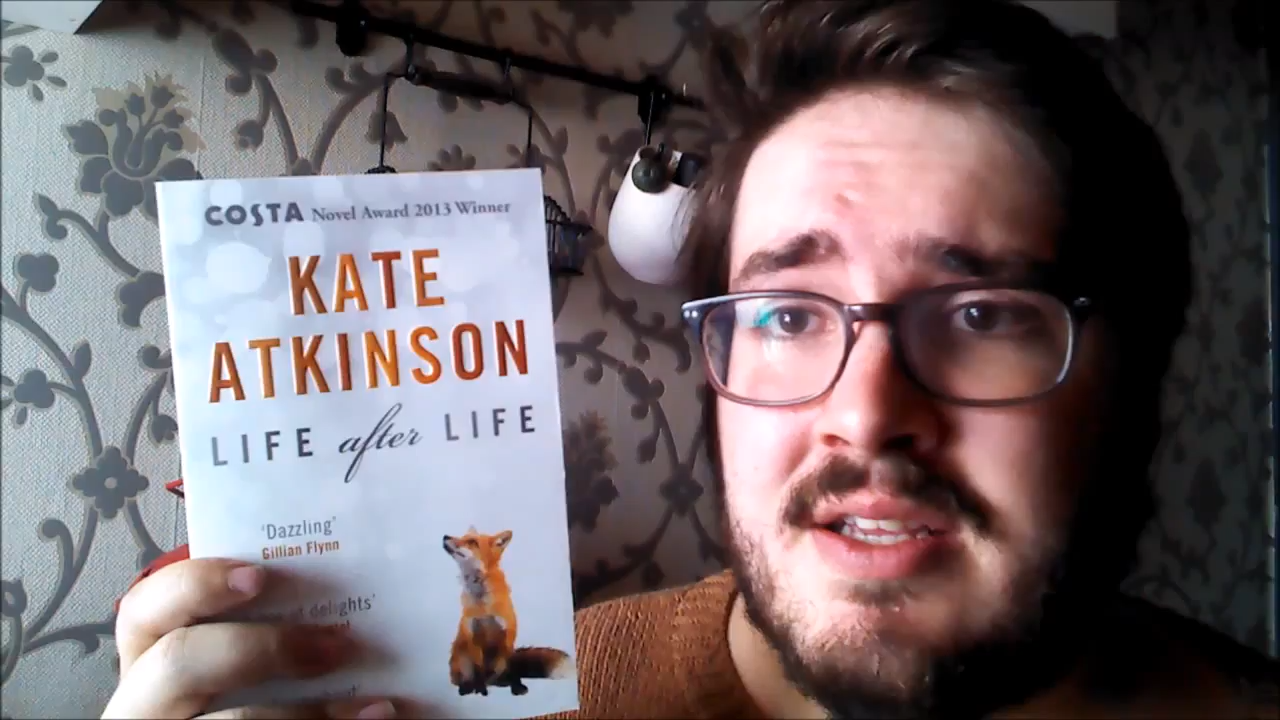 COSTA Novel Award 2013 Winner
KATE
ATKINSON
LIFE after LIFE
'Dazzling'
Gillian Flynn
delights'